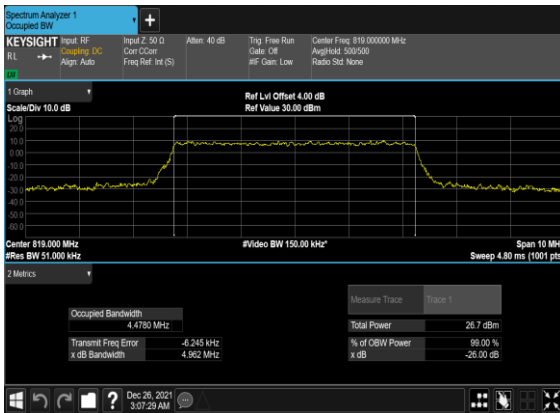 Spectrum Analyzer 1
Occupied BW
KEYSIGHT
RL
Input: RF
Coupling: DC
Align: Auto
Input Z: 50 Ω
Corr CCorr
Freq Ref: Int (S)
Atten: 40 dB
Trig: Free Run
Gate: Off
#IF Gain: Low
Center Freq: 819.000000 MHz
Avg|Hold: 500/500
Radio Std: None
1 Graph
Scale/Div 10.0 dB
Ref Lvl Offset 4.00 dB
Ref Value 30.00 dBm
Log
20.0
10.0
0.00
-10.0
-20.0
-30.0
-40.0
-50.0
-60.0
Center 819.000 MHz
#Res BW 51.000 kHz
#Video BW 150.00 kHz*
Span 10 MH
Sweep 4.80 ms (1001 pts
2 Metrics
Measure Trace Trace 1
Occupied Bandwidth
4.4780 MHz
Total Power 26.7 dBm
Transmit Freq Error -6.245 kHz
% of OBW Power 99.00 %
x dB Bandwidth 4.962 MHz
x dB -26.00 dB
?
Dec 26, 2021
3:07:29 AM